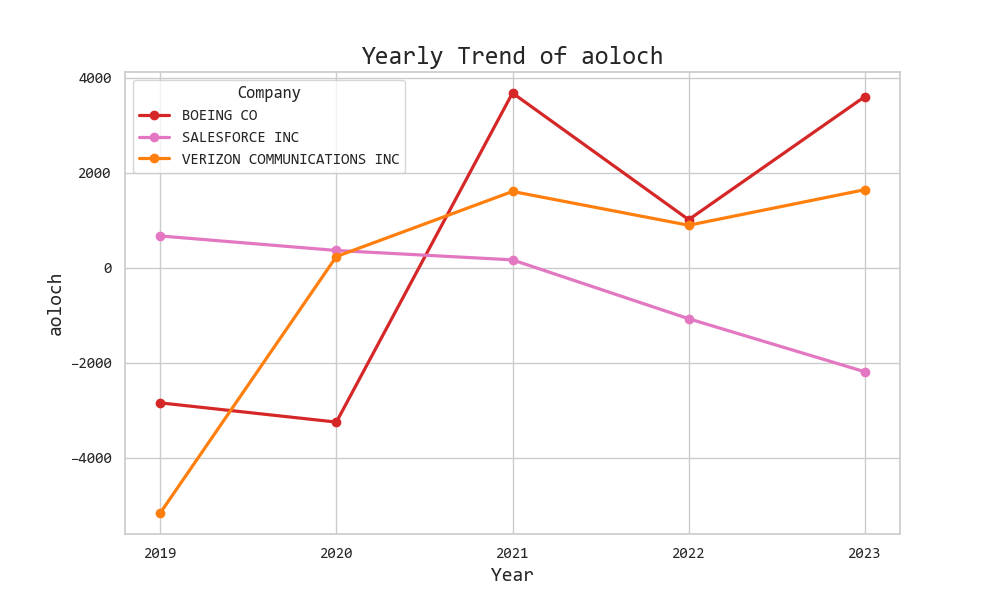 Yearly Trend of aoloch
Company
BOEING CO
SALESFORCE INC
VERIZON COMMUNICATIONS INC
aoloch
4000
2000
0
−2000
−4000
2019 2020 2021 2022 2023
Year